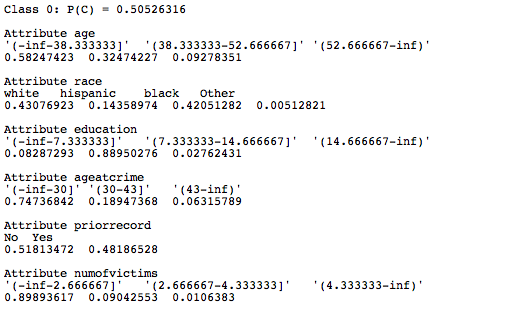 Class 0: P(C) = 0.50526316
Attribute age
'(-inf-38.333333]' '(38.333333-52.666667]' '(52.666667-inf)'
0.58247423 0.32474227 0.09278351
Attribute race
white hispanic black Other
0.43076923 0.14358974 0.42051282 0.00512821
Attribute education
'(-inf-7.333333]' '(7.333333-14.666667]' '(14.666667-inf)'
0.08287293 0.88950276 0.02762431
Attribute ageatcrime
'(-inf-30]' '(30-43]' '(43-inf)'
0.74736842 0.18947368 0.06315789
Attribute priorrecord
No Yes
0.51813472 0.48186528
Attribute numofvictims
'(-inf-2.666667]' '(2.666667-4.333333]' '(4.333333-inf)'
0.89893617 0.09042553 0.0106383